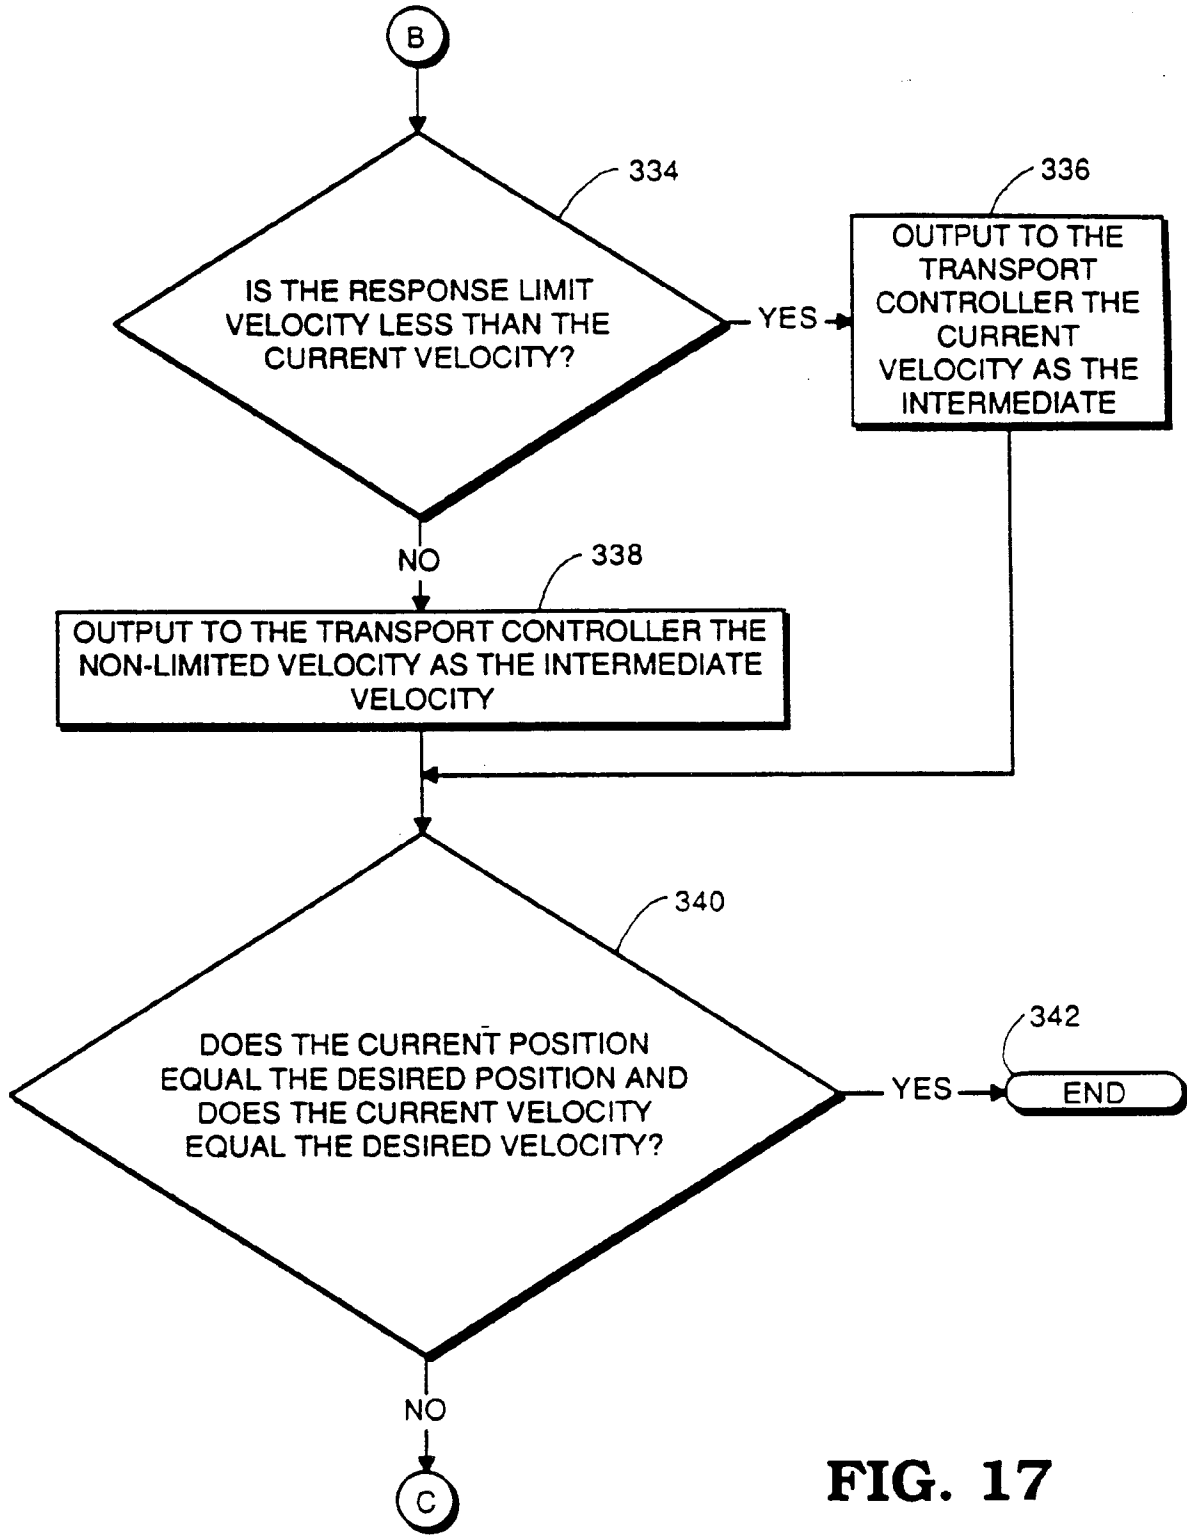 B
334
IS THE RESPONSE LIMIT
VELOCITY LESS THAN THE
CURRENT VELOCITY?
YES
336
OUTPUT TO THE
TRANSPORT
CONTROLLER THE
CURRENT
VELOCITY AS THE
INTERMEDIATE
NO
338
OUTPUT TO THE TRANSPORT CONTROLLER THE
NON-LIMITED VELOCITY AS THE INTERMEDIATE
VELOCITY
340
DOES THE CURRENT POSITION
EQUAL THE DESIRED POSITION AND
DOES THE CURRENT VELOCITY
EQUAL THE DESIRED VELOCITY?
YES
342
END
NO
C
FIG. 17